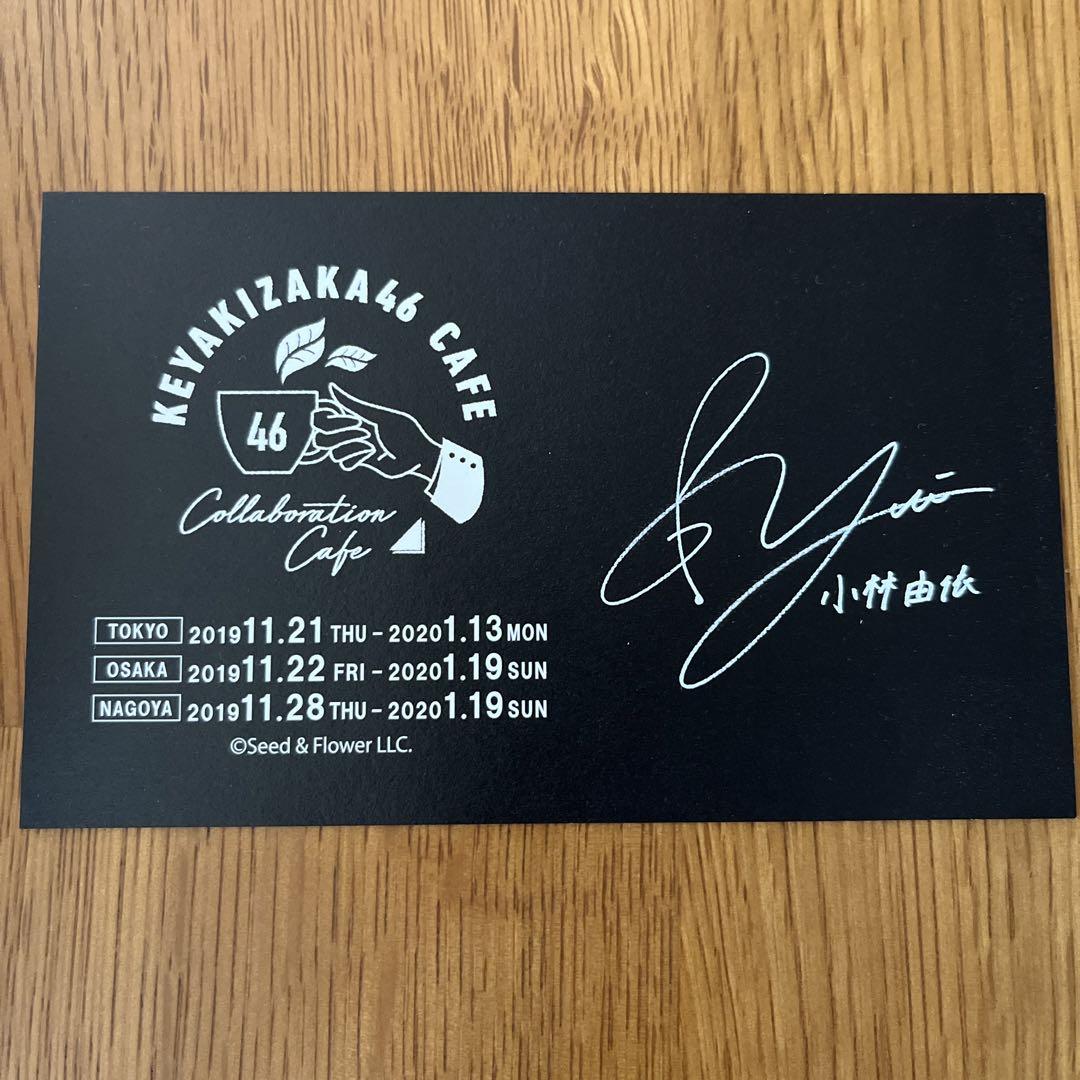 KEYAKIZAKA46 CAFE
46
Collaboration
Cafe
TOKYO 2019 11.21 THU - 2020 1.13 MON
OSAKA 2019 11.22 FRI - 2020 1.19 SUN
NAGOYA 2019 11.28 THU - 2020 1.19 SUN
©Seed & Flower LLC.
小林由依